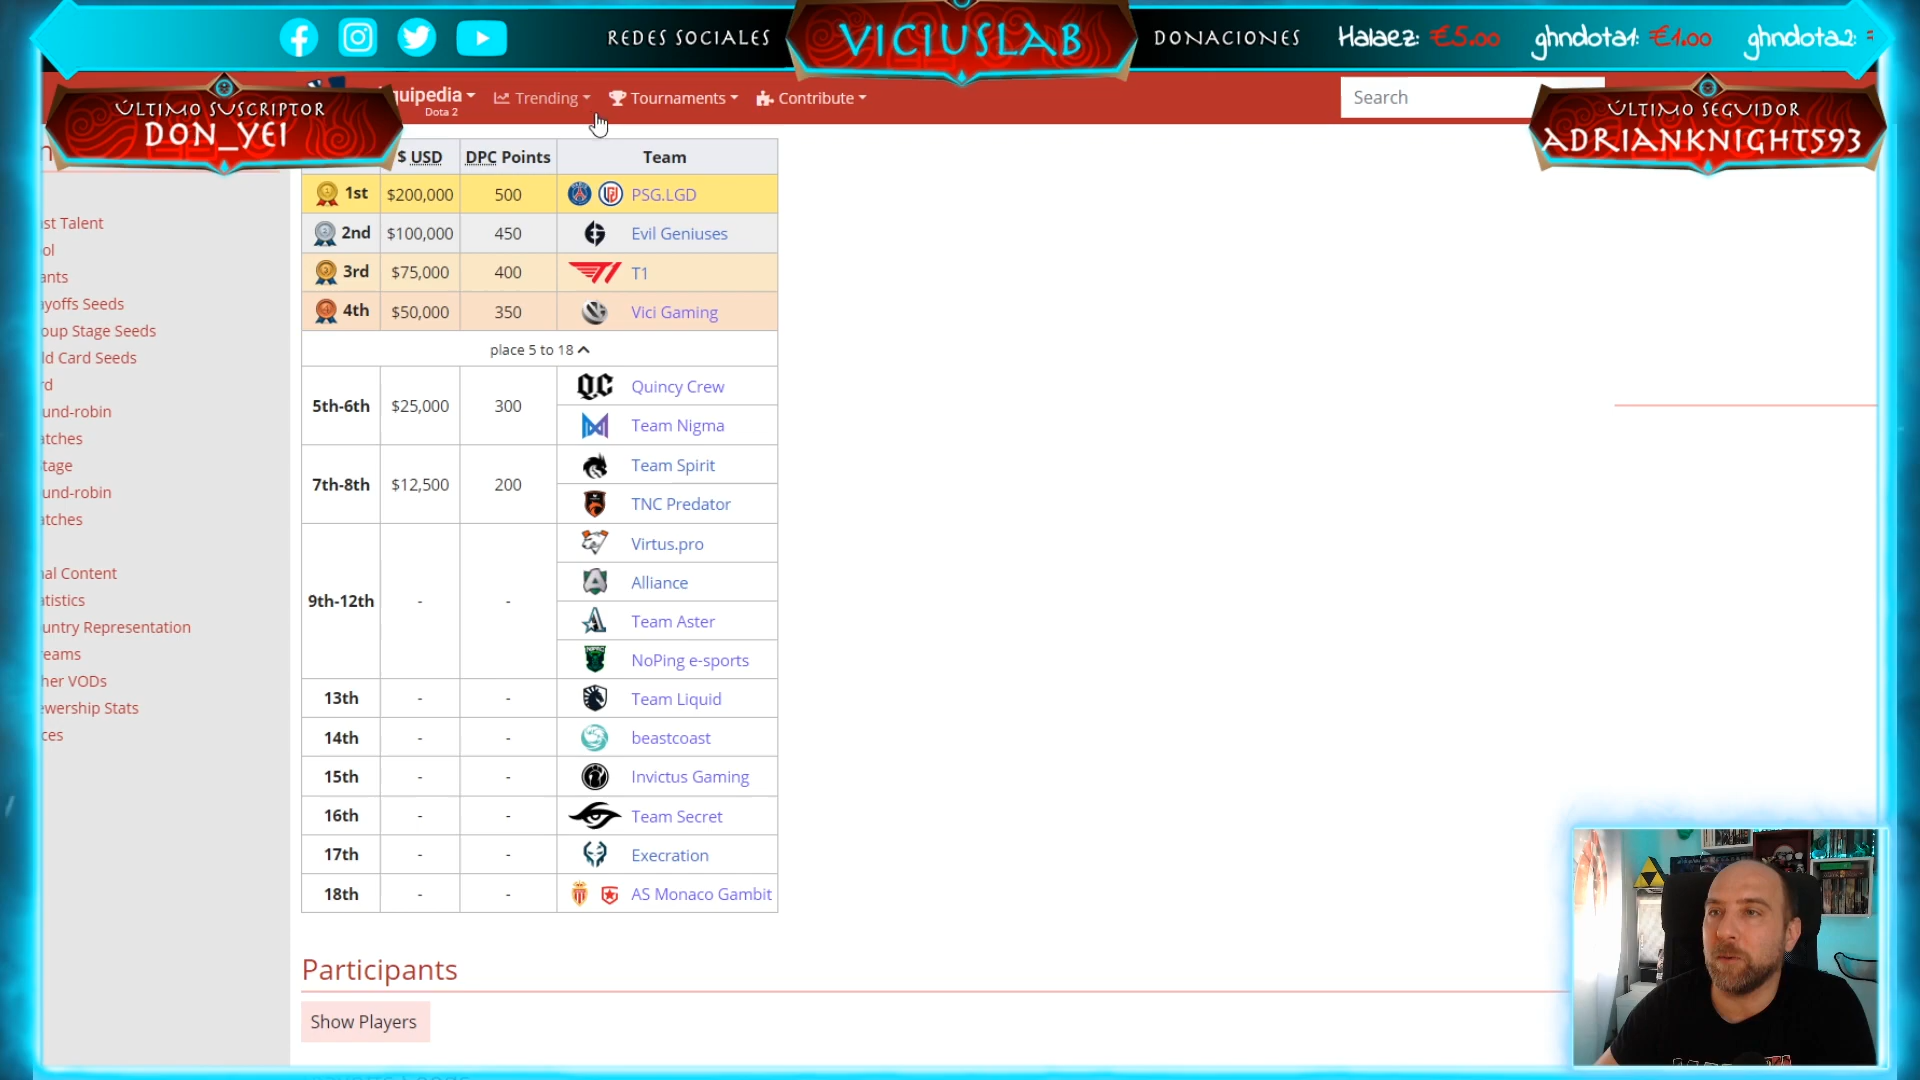 REDES SOCIALES
VICIUSLAB
DONACIONES
Halaez: €5.00
ghndota1: €1.00
ghndota2:
ÚLTIMO SUSCRIPTOR
DON_YEI
quipedia
Dota 2
Trending
Tournaments
Contribute
Search
ÚLTIMO SEGUIDOR
ADRIANKNIGHT593
st Talent
ol
ants
ayoffs Seeds
oup Stage Seeds
ld Card Seeds
rd
und-robin
atches
tage
und-robin
atches
nal Content
atistics
untry Representation
reams
her VODs
ewership Stats
ces
$ USD DPC Points Team
1st $200,000 500 PSG.LGD
2nd $100,000 450 Evil Geniuses
3rd $75,000 400 T1
4th $50,000 350 Vici Gaming
place 5 to 18
5th-6th $25,000 300 Quincy Crew
Team Nigma
7th-8th $12,500 200 Team Spirit
TNC Predator
9th-12th - - Virtus.pro
Alliance
Team Aster
NoPing e-sports
13th - - Team Liquid
14th - - beastcoast
15th - - Invictus Gaming
16th - - Team Secret
17th - - Execration
18th - - AS Monaco Gambit
Participants
Show Players